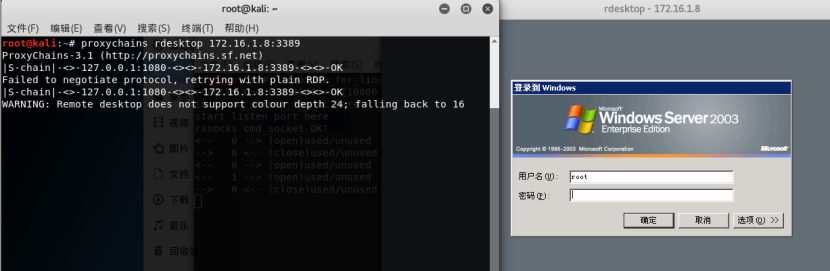 root@kali: ~
文件(F) 编辑(E) 查看(V) 搜索(S) 终端(T) 帮助(H)
root@kali:~# proxychains rdesktop 172.16.1.8:3389
ProxyChains-3.1 (http://proxychains.sf.net)
|S-chain|-<>-127.0.0.1:1080-<><>-172.16.1.8:3389-<><>-OK
Failed to negotiate protocol, retrying with plain RDP.
|S-chain|-<>-127.0.0.1:1080-<><>-172.16.1.8:3389-<><>-OK
WARNING: Remote desktop does not support colour depth 24; falling back to 16
start listen port here
rssocks cmd_socket OK!
<-- 0 --> (open)used/unused
--> 0 <-- (close)used/unused
<-- 0 --> (open)used/unused
<-- 1 --> (open)used/unused
--> 0 <-- (close)used/unused
视频
图片
文档
下载
音乐
回收站
rdesktop - 172.16.1.8
登录到 Windows
Microsoft
Windows Server 2003
Enterprise Edition
Copyright © 1985-2003 Microsoft Corporation
Microsoft
用户名(U): root
密码(P):
确定 取消 选项(O) >>